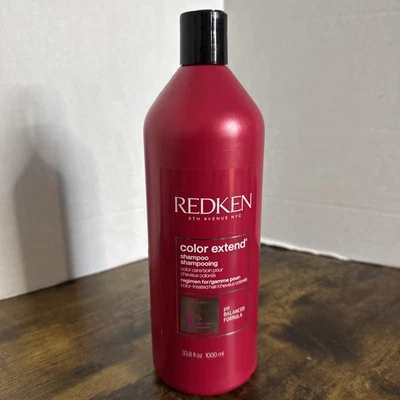 REDKEN
5TH AVENUE NYC
color extend®
shampoo
shampooing
color care/soin pour
cheveux colorés
regimen for/gamme pour:
color-treated hair/cheveux colorés
pH
BALANCED
FORMULA
33.8 fl oz 1000 ml